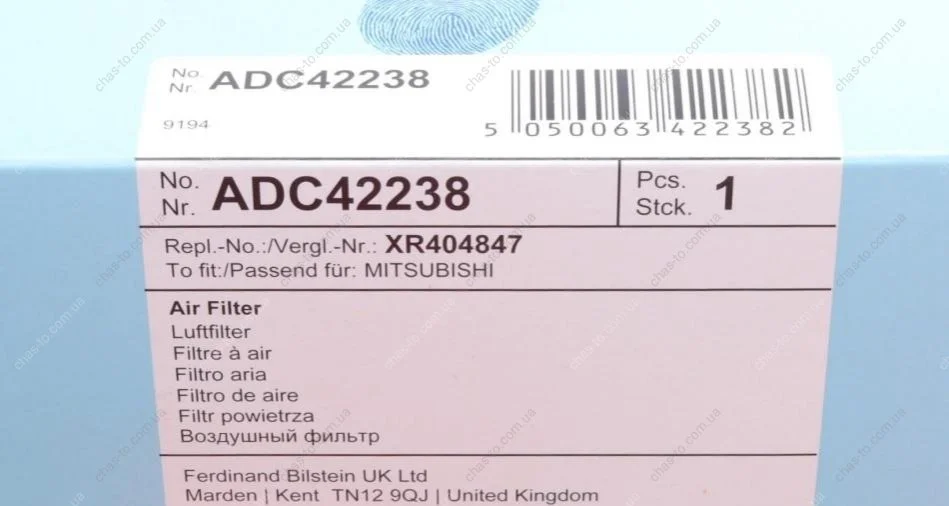 No.
Nr. ADC42238
9194
5 050063 422382
No.
Nr. ADC42238
Pcs.
Stck. 1
Repl.-No.:/Vergl.-Nr.: XR404847
To fit:/Passend für: MITSUBISHI
Air Filter
Luftfilter
Filtre à air
Filtro aria
Filtro de aire
Filtr powietrza
Воздушный фильтр
Ferdinand Bilstein UK Ltd
Marden | Kent TN12 9QJ | United Kingdom
chas-to.com.ua